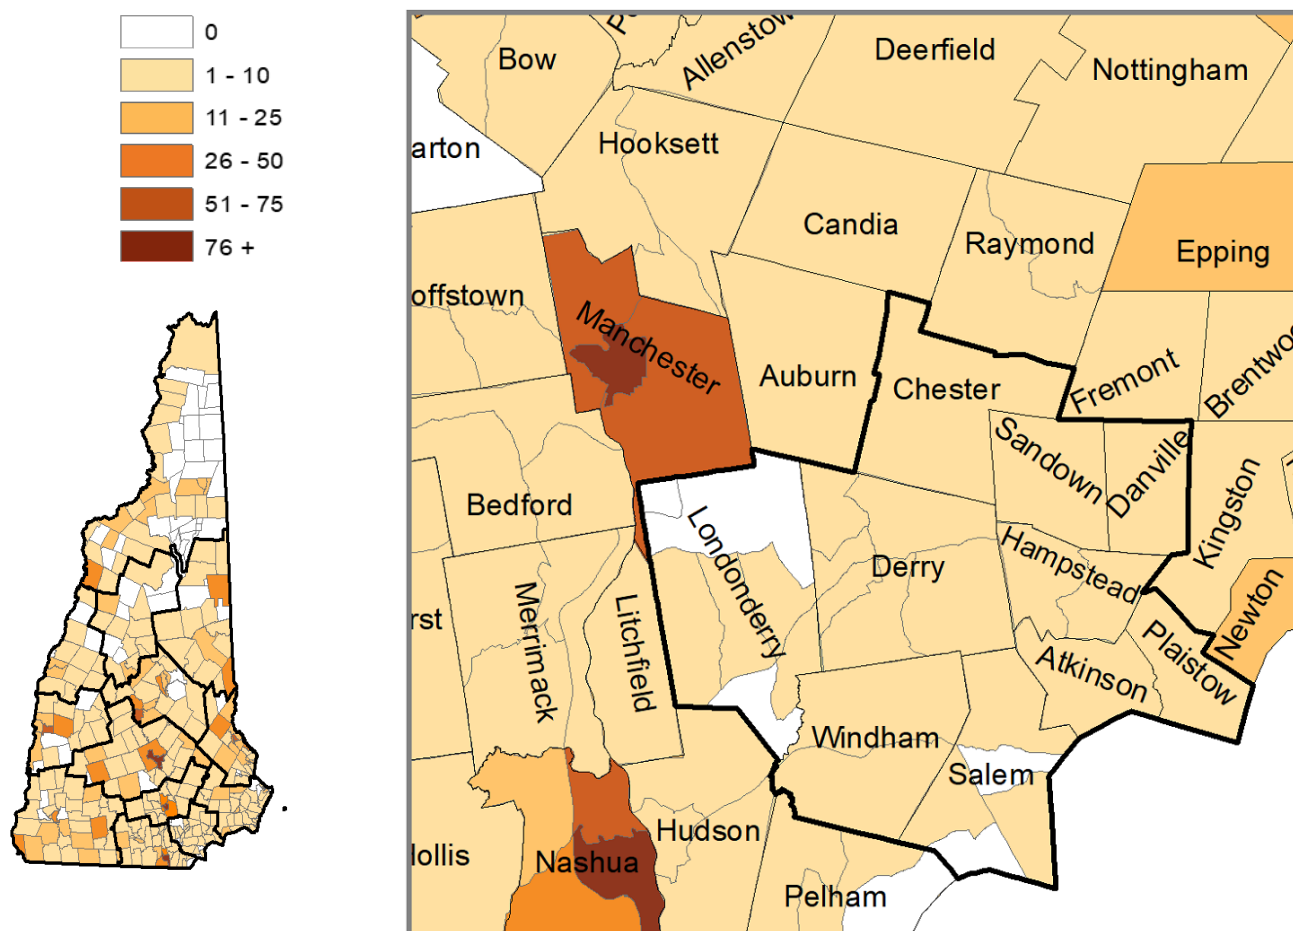 0
1 - 10
11 - 25
26 - 50
51 - 75
76 +
Bow
Allenstow
Deerfield
Nottingham
arton
Hooksett
Candia
Raymond
Epping
offstown
Manchester
Auburn
Chester
Fremont
Brentwoo
Sandown
Danville
Kingston
Bedford
Londonderry
Derry
Hampstead
Newton
rst
Merrimack
Litchfield
Atkinson
Plaistow
Windham
Salem
Hudson
Nashua
ollis
Pelham